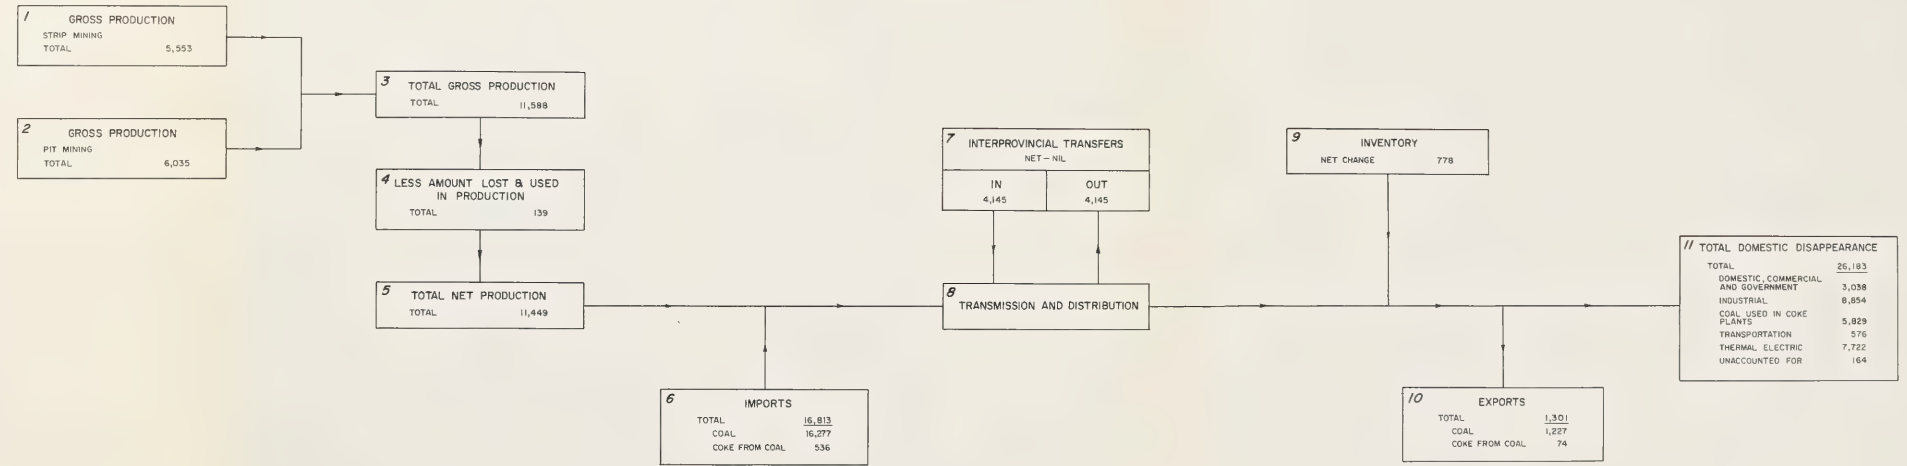 1 GROSS PRODUCTION
STRIP MINING
TOTAL 5,553
2 GROSS PRODUCTION
PIT MINING
TOTAL 6,035
3 TOTAL GROSS PRODUCTION
TOTAL 11,588
4 LESS AMOUNT LOST & USED
IN PRODUCTION
TOTAL 139
5 TOTAL NET PRODUCTION
TOTAL 11,449
6 IMPORTS
TOTAL 16,813
COAL 16,277
COKE FROM COAL 536
7 INTERPROVINCIAL TRANSFERS
NET – NIL
IN OUT
4,145 4,145
8 TRANSMISSION AND DISTRIBUTION
9 INVENTORY
NET CHANGE 778
10 EXPORTS
TOTAL 1,301
COAL 1,227
COKE FROM COAL 74
11 TOTAL DOMESTIC DISAPPEARANCE
TOTAL 26,183
DOMESTIC, COMMERCIAL
AND GOVERNMENT 3,038
INDUSTRIAL 8,854
COAL USED IN COKE
PLANTS 5,829
TRANSPORTATION 576
THERMAL ELECTRIC 7,722
UNACCOUNTED FOR 164